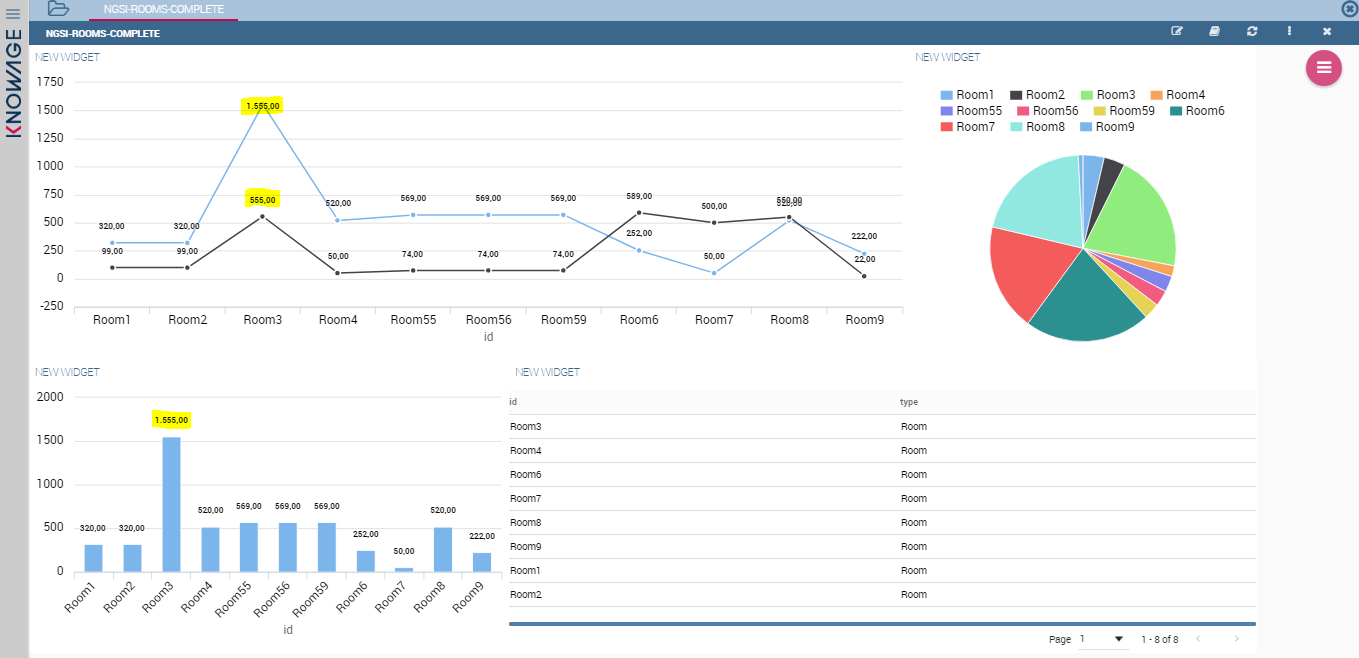 NGSI-ROOMS-COMPLETE
KNOWAGE
NGSI-ROOMS-COMPLETE
NEW WIDGET
1750
1500
1250
1000
750
500
250
0
-250
1.555,00
555,00
320,00
320,00
520,00
569,00
569,00
569,00
589,00
500,00
550,00
520,00
99,00
99,00
50,00
74,00
74,00
74,00
252,00
50,00
222,00
22,00
Room1 Room2 Room3 Room4 Room55 Room56 Room59 Room6 Room7 Room8 Room9
id
NEW WIDGET
Room1 Room2 Room3 Room4
Room55 Room56 Room59 Room6
Room7 Room8 Room9
NEW WIDGET
2000
1500
1000
500
0
320,00
320,00
1.555,00
520,00
569,00
569,00
569,00
252,00
50,00
520,00
222,00
Room1 Room2 Room3 Room4 Room55 Room56 Room59 Room6 Room7 Room8 Room9
id
NEW WIDGET
id type
Room3 Room
Room4 Room
Room6 Room
Room7 Room
Room8 Room
Room9 Room
Room1 Room
Room2 Room
Page 1 1 - 8 of 8